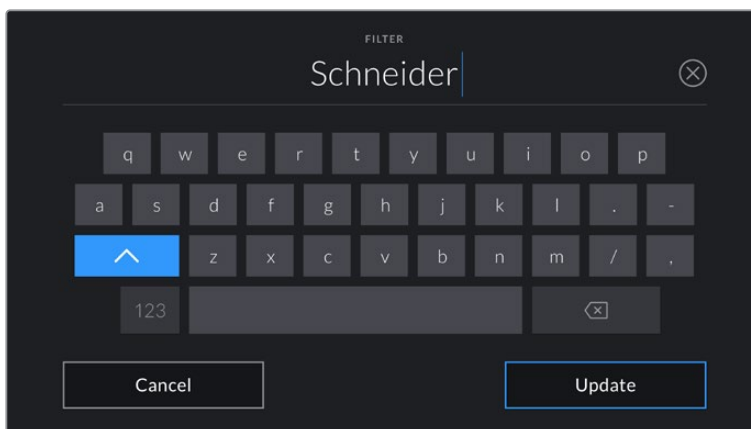 FILTER
Schneider
q w e r t y u i o p
a s d f g h j k l . -
z x c v b n m / ,
123
Cancel Update